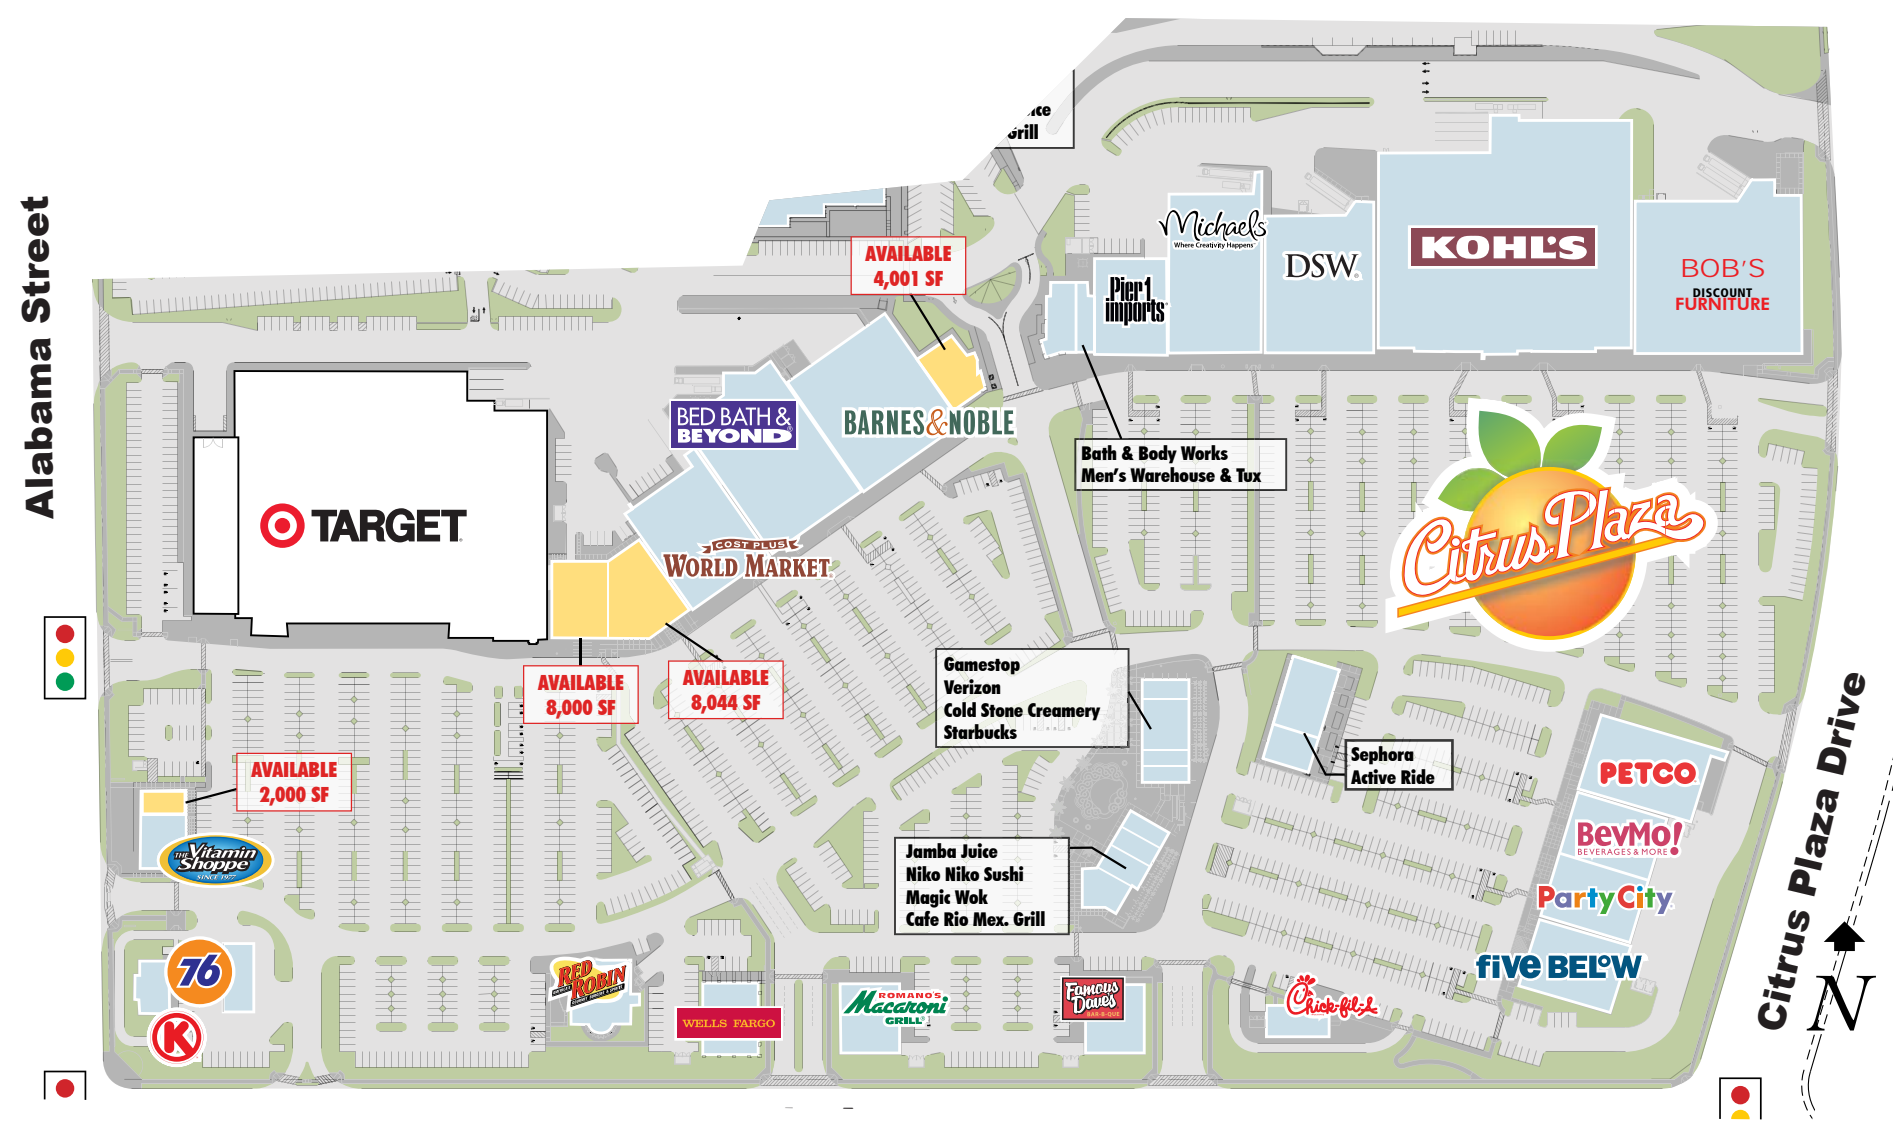 ice
Grill
Alabama Street
AVAILABLE
4,001 SF
Michaels
Where Creativity Happens
Pier 1
imports
DSW
KOHL'S
BOB'S
DISCOUNT
FURNITURE
BED BATH &
BEYOND
BARNES & NOBLE
Bath & Body Works
Men's Warehouse & Tux
Citrus Plaza
TARGET
COST PLUS
WORLD MARKET
AVAILABLE
8,000 SF
AVAILABLE
8,044 SF
Gamestop
Verizon
Cold Stone Creamery
Starbucks
Sephora
Active Ride
PETCO
BevMo!
BEVERAGES & MORE!
Party City
five BELOW
AVAILABLE
2,000 SF
THE Vitamin
Shoppe
SINCE 1977
Jamba Juice
Niko Niko Sushi
Magic Wok
Cafe Rio Mex. Grill
76
K
RED
ROBIN
WELLS FARGO
ROMANO'S
Macaroni
GRILL
Famous
Dave's
BAR-B-QUE
Chick-fil-A
Citrus Plaza Drive
N